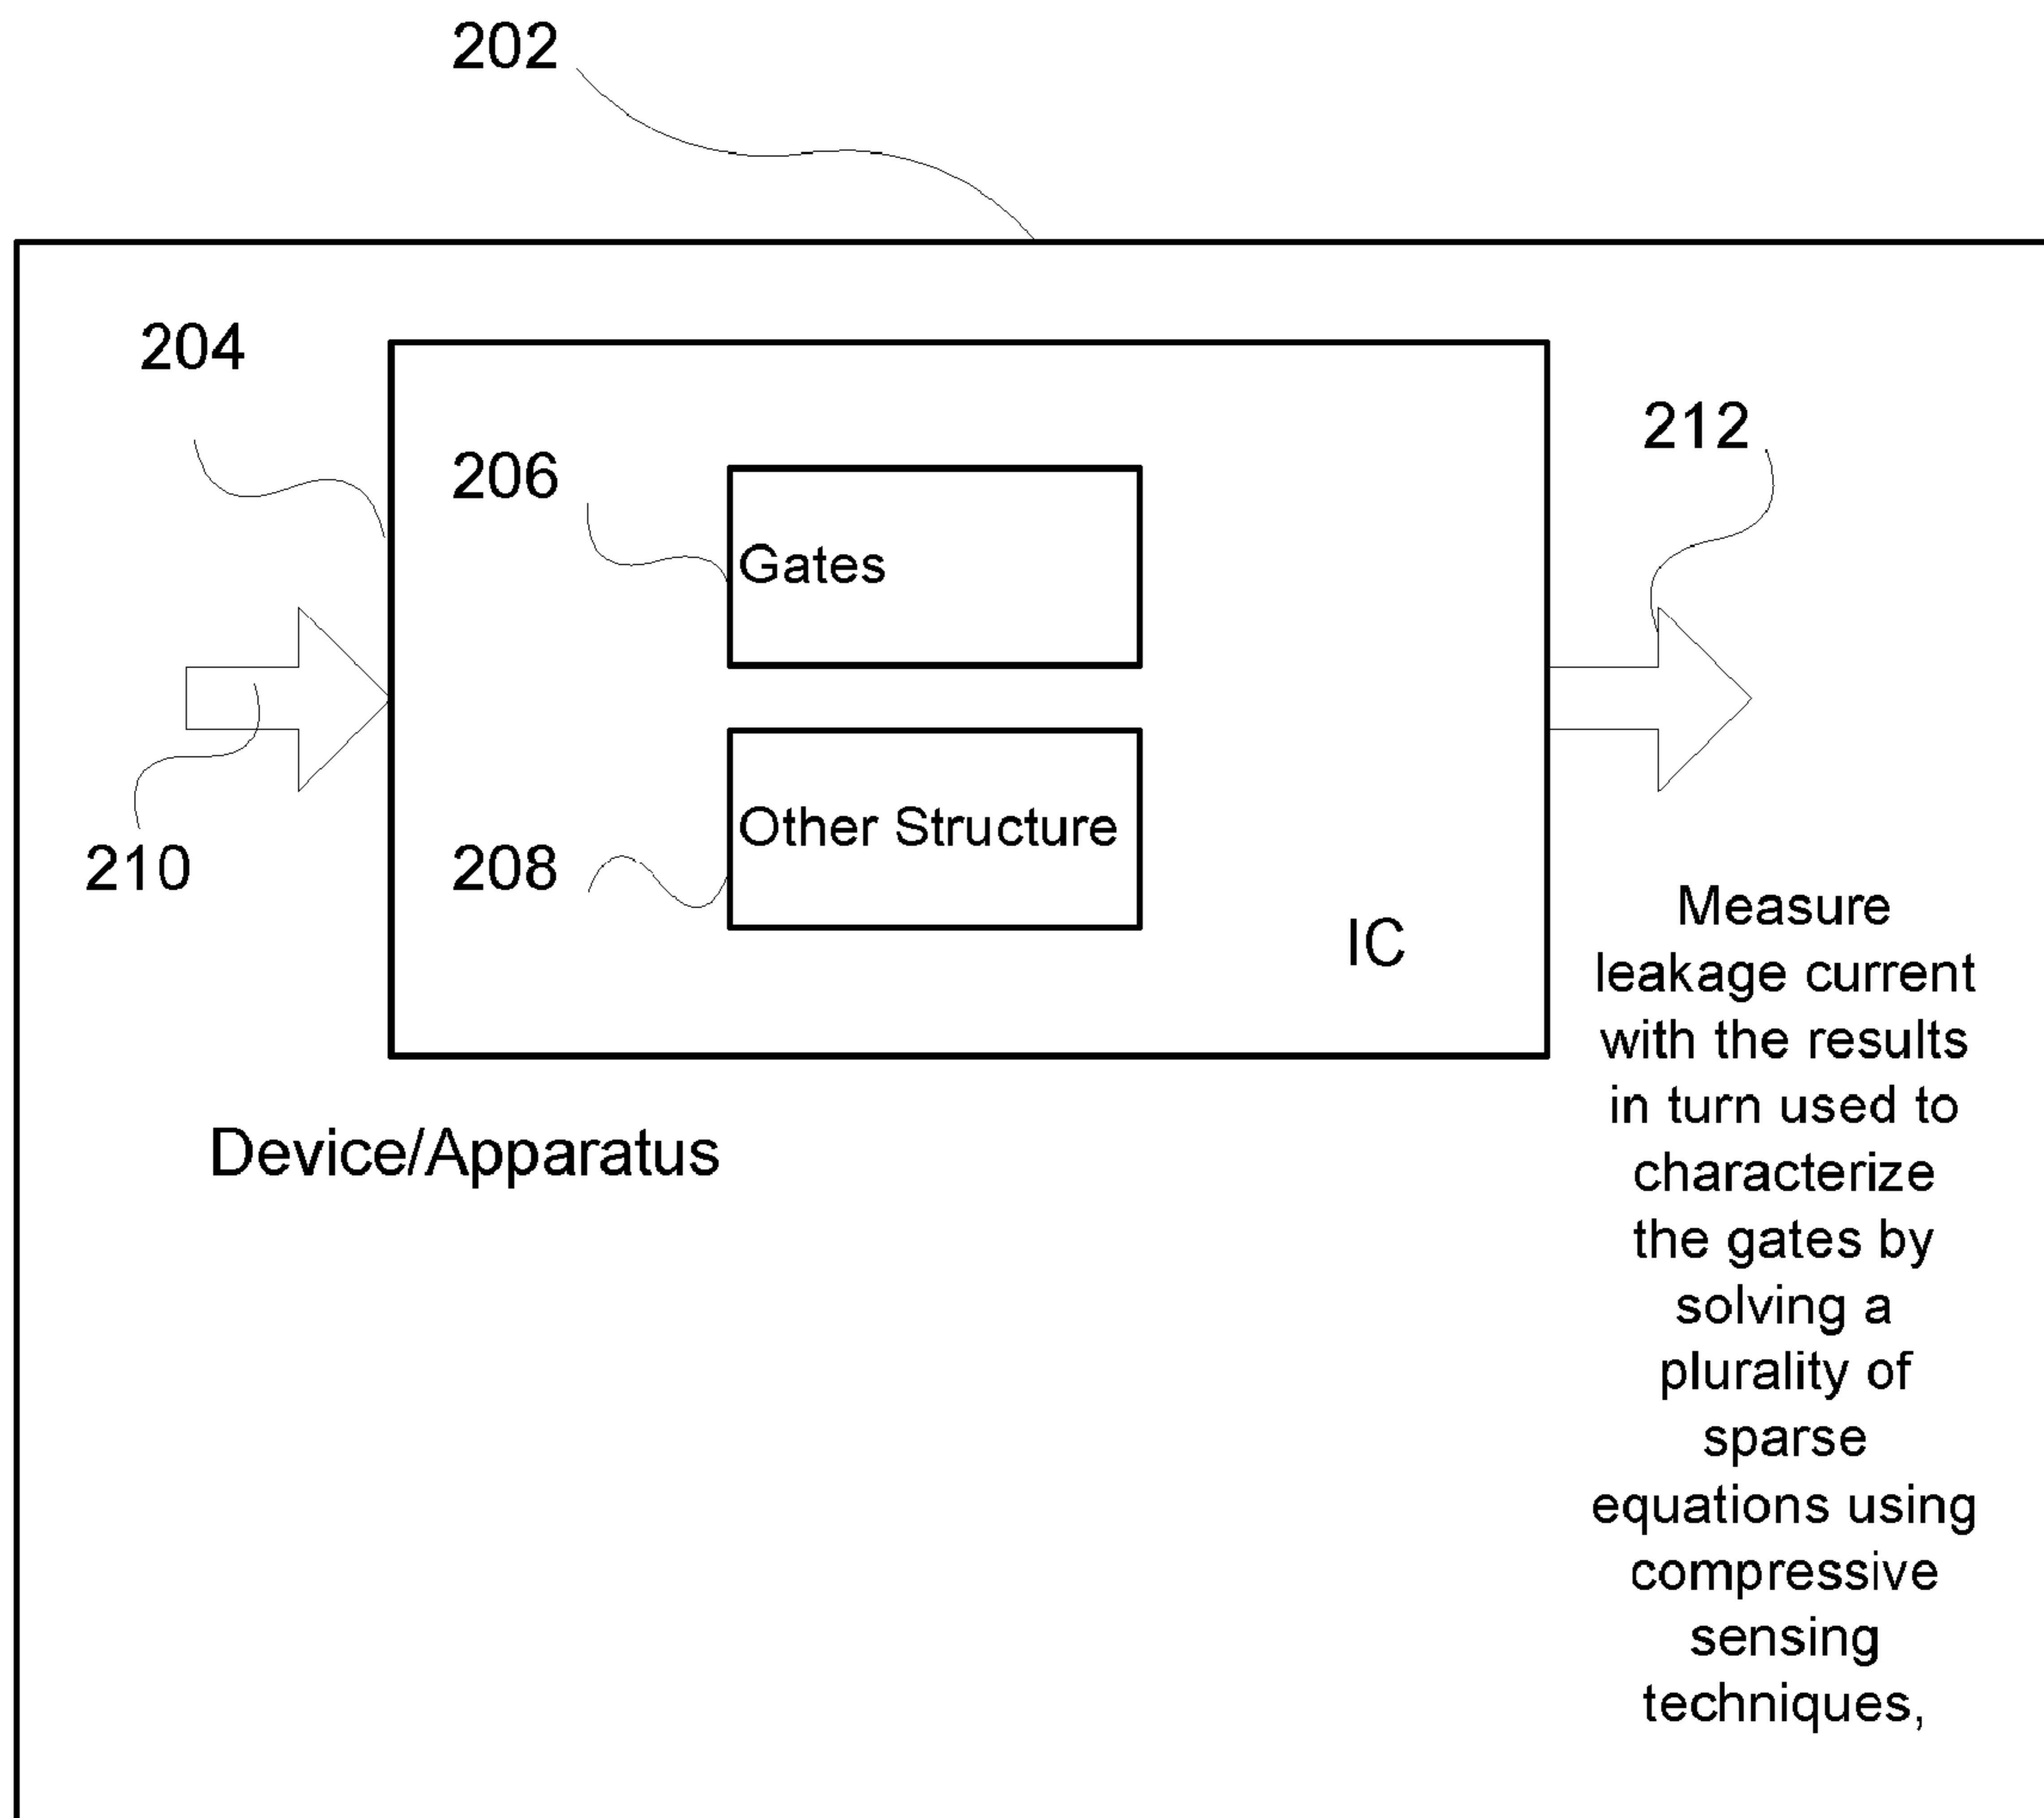 202
204
212
206
Gates
Other Structure
210
208
IC
Measure
leakage current
with the results
in turn used to
characterize
the gates by
solving a
plurality of
sparse
equations using
compressive
sensing
techniques,
Device/Apparatus